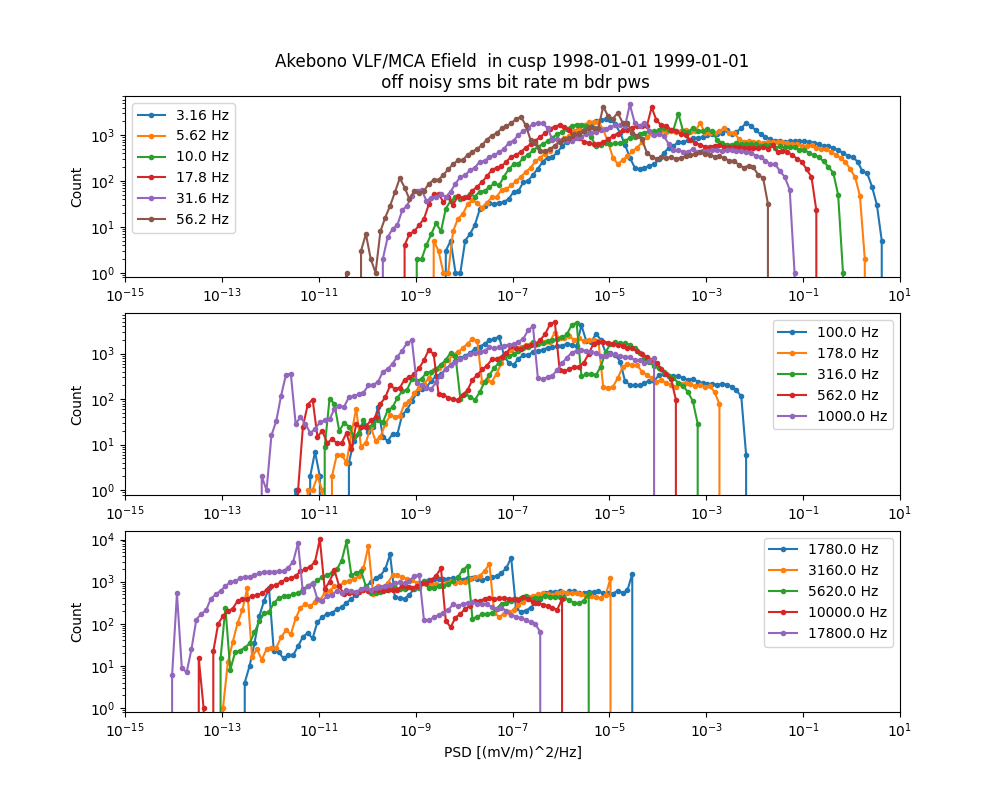 Akebono VLF/MCA Efield  in cusp 1998-01-01 1999-01-01
off noisy sms bit rate m bdr pws
Count
10^3
10^2
10^1
10^0
3.16 Hz
5.62 Hz
10.0 Hz
17.8 Hz
31.6 Hz
56.2 Hz
10^-15
10^-13
10^-11
10^-9
10^-7
10^-5
10^-3
10^-1
10^1
Count
10^3
10^2
10^1
10^0
100.0 Hz
178.0 Hz
316.0 Hz
562.0 Hz
1000.0 Hz
10^-15
10^-13
10^-11
10^-9
10^-7
10^-5
10^-3
10^-1
10^1
Count
10^4
10^3
10^2
10^1
10^0
1780.0 Hz
3160.0 Hz
5620.0 Hz
10000.0 Hz
17800.0 Hz
10^-15
10^-13
10^-11
10^-9
10^-7
10^-5
10^-3
10^-1
10^1
PSD [(mV/m)^2/Hz]